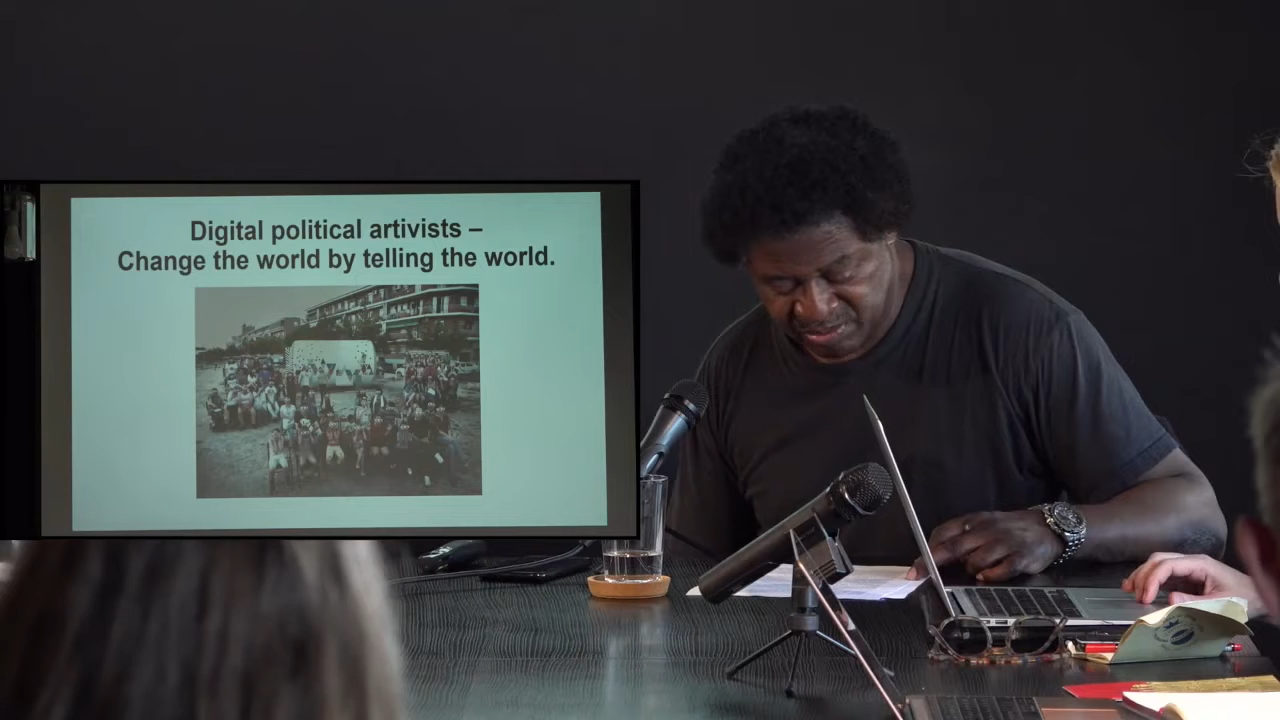 Digital political artivists –
Change the world by telling the world.